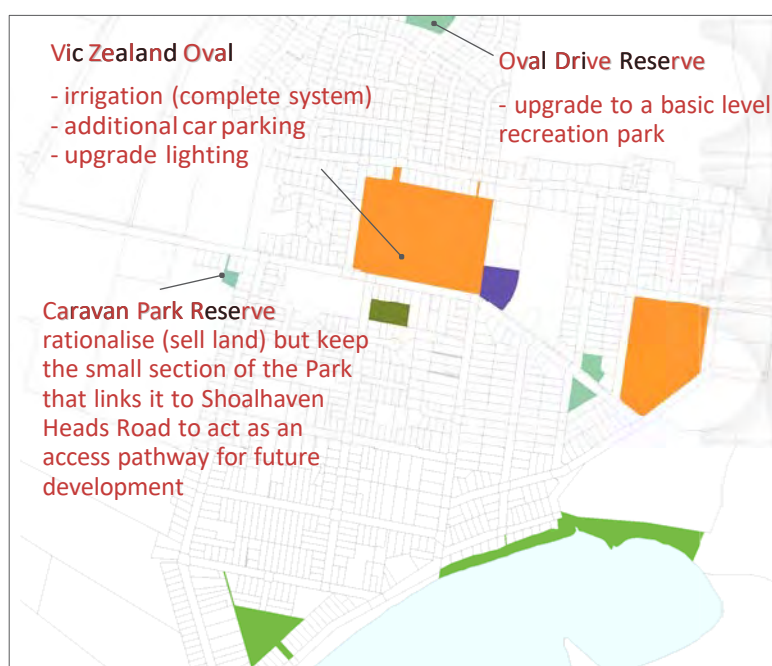 Vic Zealand Oval
- irrigation (complete system)
- additional car parking
- upgrade lighting
Oval Drive Reserve
- upgrade to a basic level
recreation park
Caravan Park Reserve
rationalise (sell land) but keep
the small section of the Park
that links it to Shoalhaven
Heads Road to act as an
access pathway for future
development